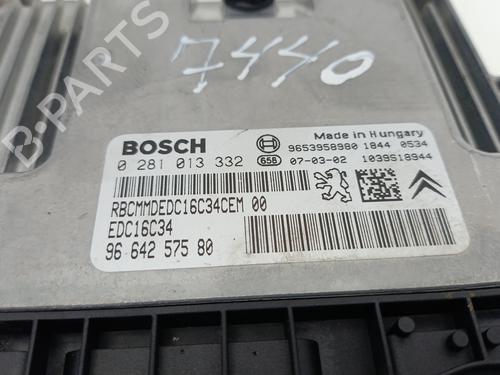 7440
B-PARTS
BOSCH
Made in Hungary
9653958980 1844 0534
0 281 013 332
658 07-03-02 1039S18944
RBCMMDEDC16C34CEM 00
EDC16C34
96 642 575 80